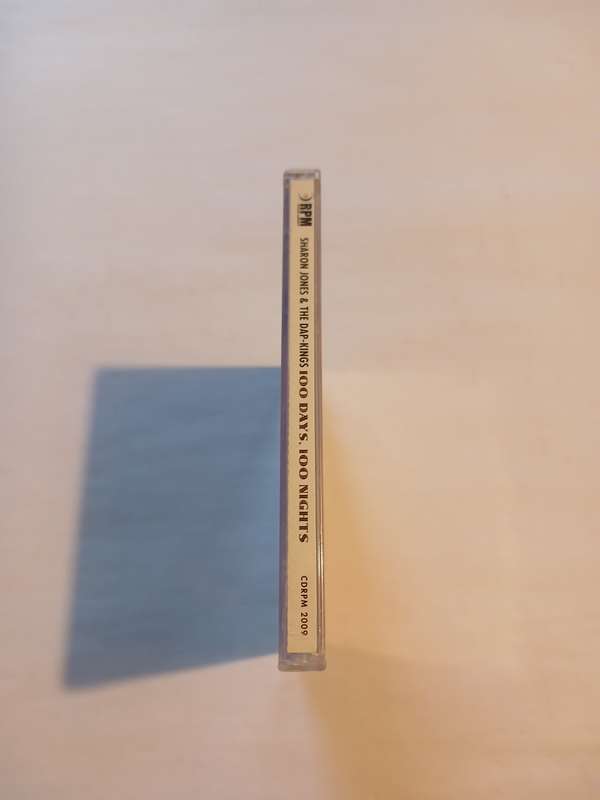 RPM
SHARON JONES & THE DAP-KINGS 100 DAYS, 100 NIGHTS
CDRPM 2009